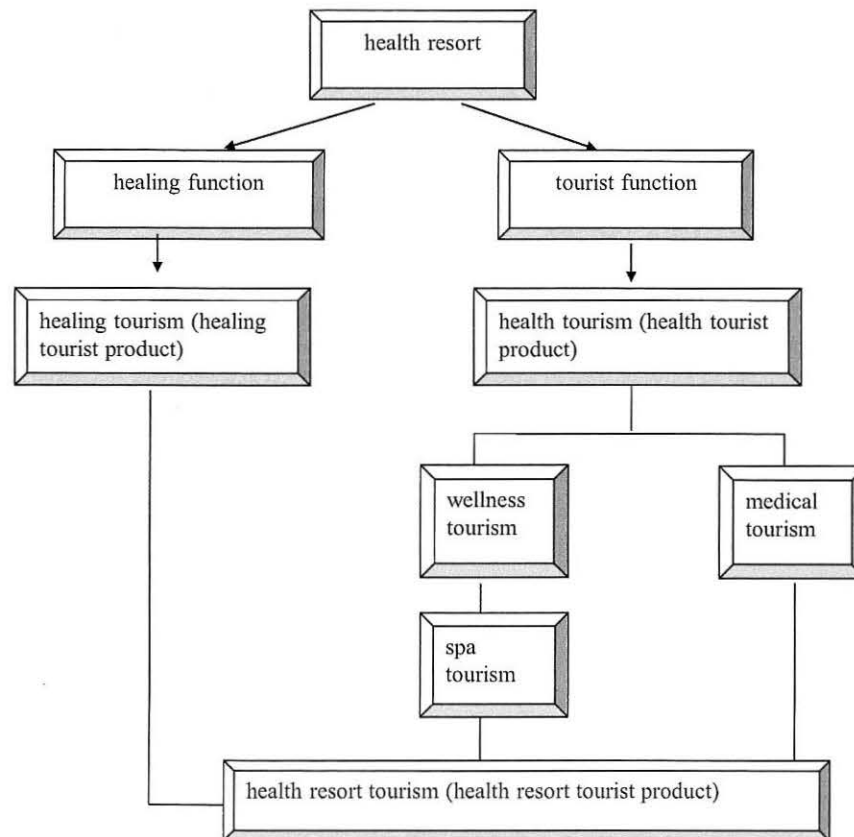 health resort
healing function
tourist function
healing tourism (healing
tourist product)
health tourism (health tourist
product)
wellness
tourism
medical
tourism
spa
tourism
health resort tourism (health resort tourist product)